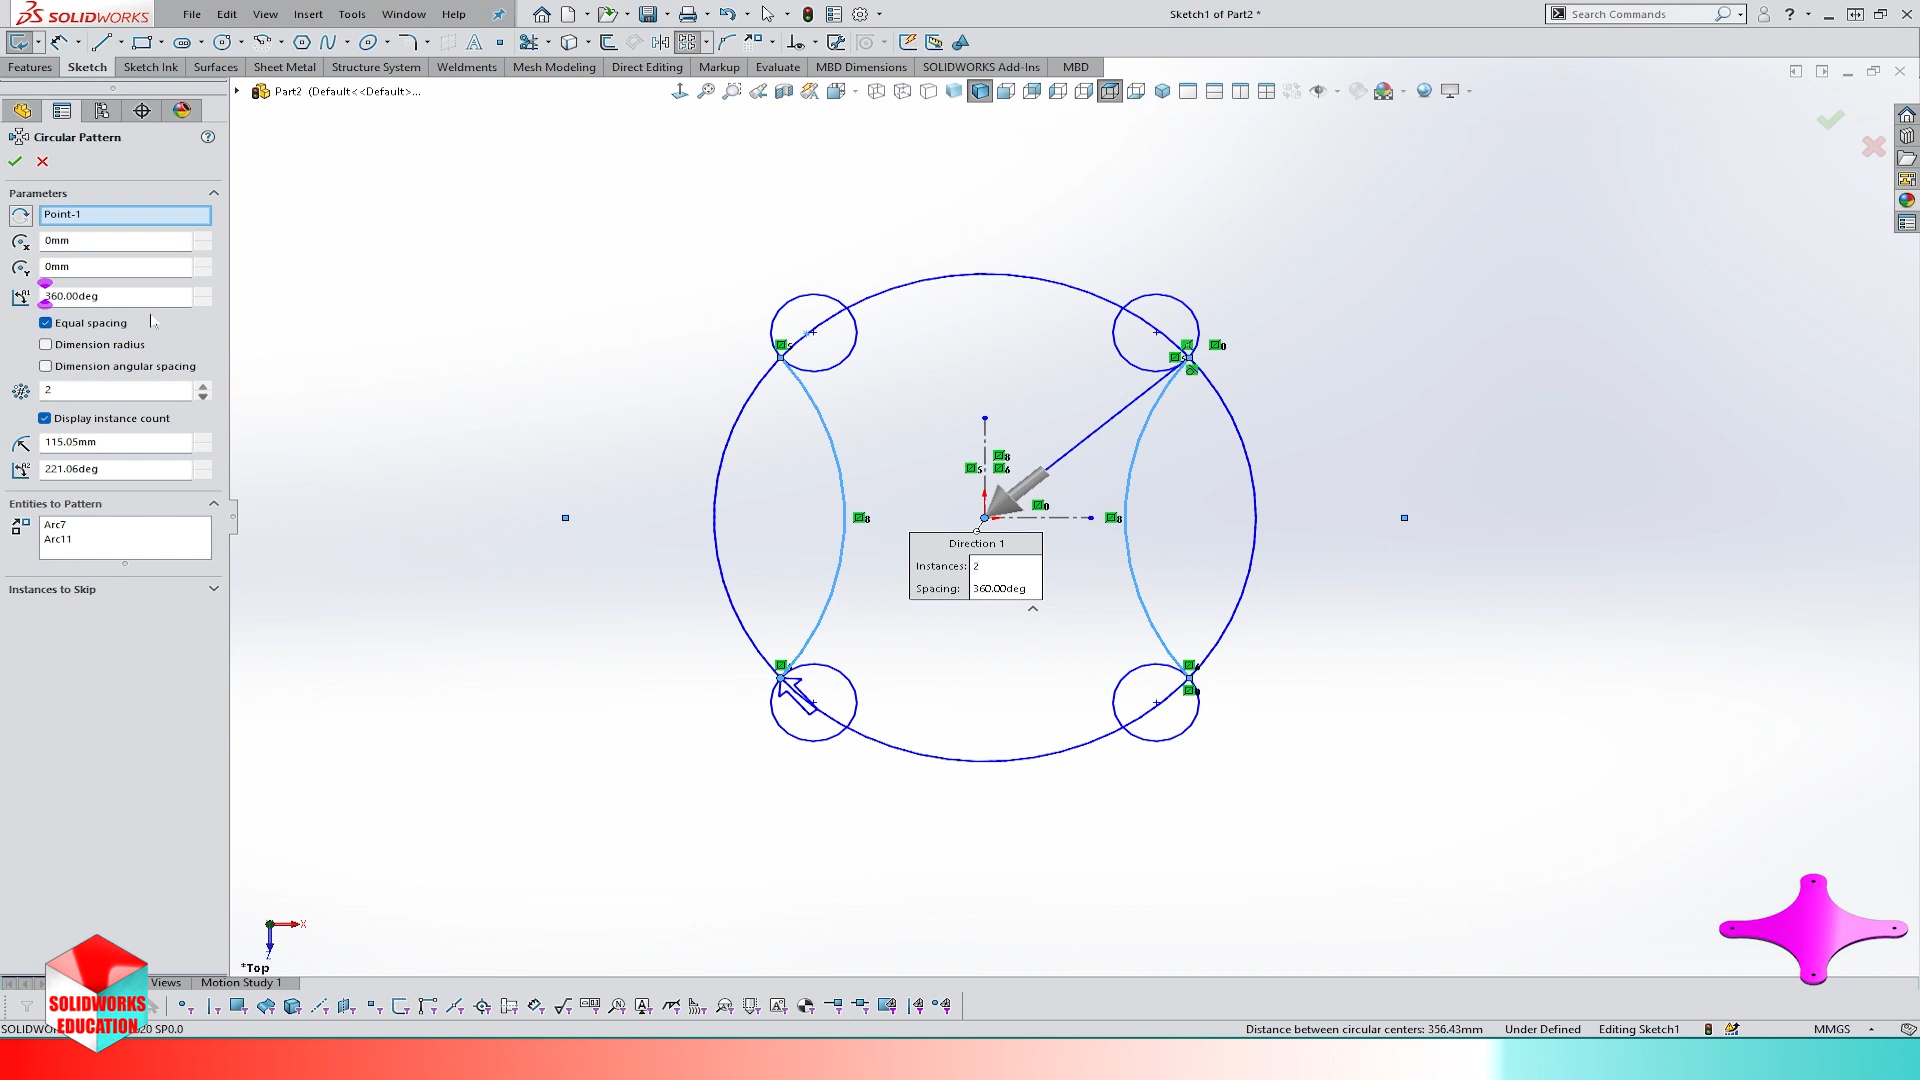 SOLIDWORKS
File Edit View Insert Tools Window Help
Sketch1 of Part2 *
Search Commands
Features Sketch Sketch Ink Surfaces Sheet Metal Structure System Weldments Mesh Modeling Direct Editing Markup Evaluate MBD Dimensions SOLIDWORKS Add-Ins MBD
Part2 (Default<<Default>...
Circular Pattern
Parameters
Point-1
0mm
0mm
360.00deg
Equal spacing
Dimension radius
Dimension angular spacing
2
Display instance count
115.05mm
221.06deg
Entities to Pattern
Arc7
Arc11
Instances to Skip
Direction 1
Instances: 2
Spacing: 360.00deg
X
Z
*Top
Views Motion Study 1
SOLIDWORKS
EDUCATION
20 SP0.0
Distance between circular centers: 356.43mm Under Defined Editing Sketch1 MMGS